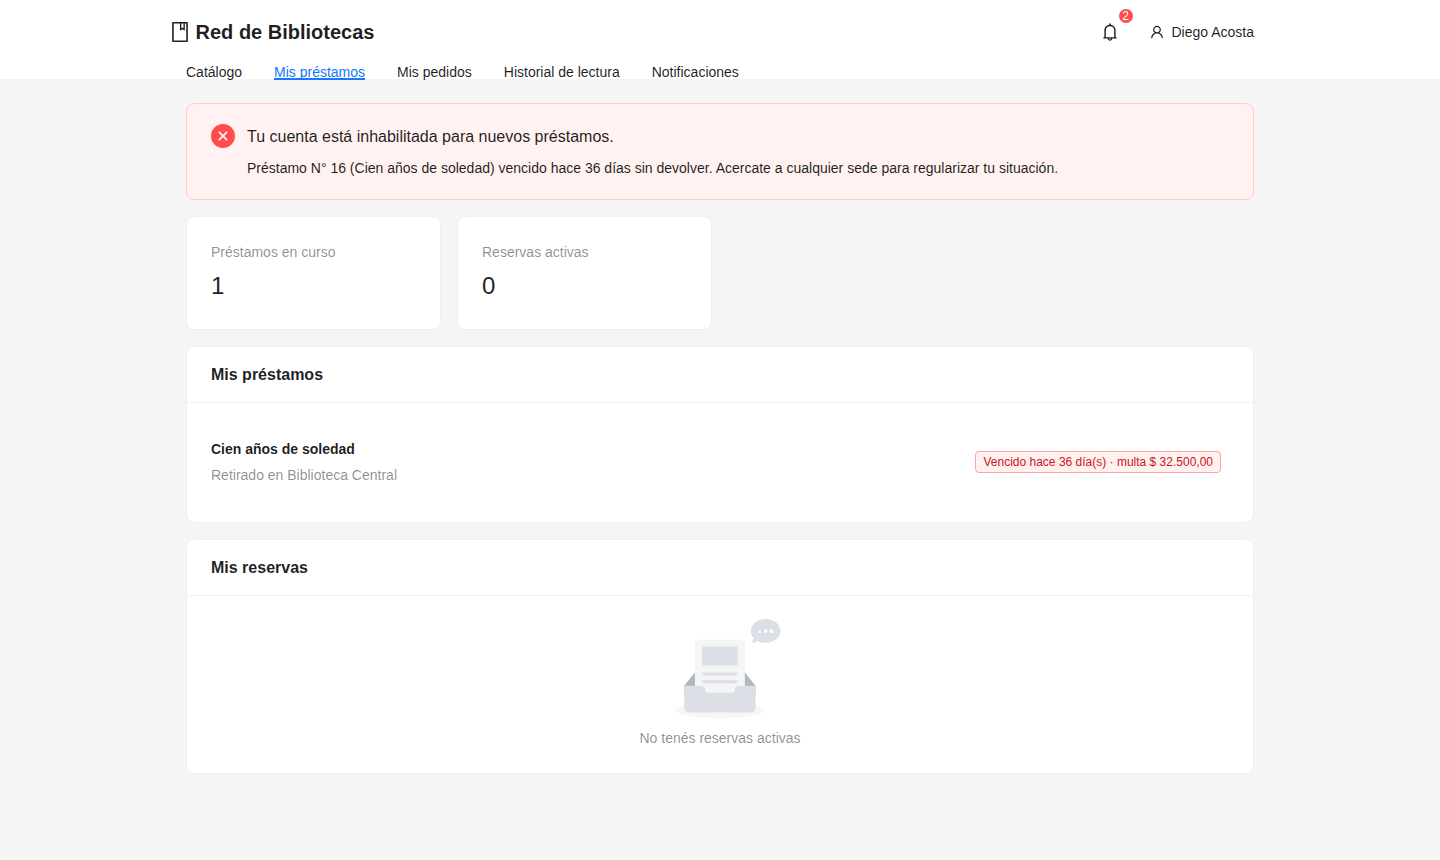 Red de Bibliotecas
2
Diego Acosta
Catálogo
Mis préstamos
Mis pedidos
Historial de lectura
Notificaciones
Tu cuenta está inhabilitada para nuevos préstamos.
Préstamo N° 16 (Cien años de soledad) vencido hace 36 días sin devolver. Acercate a cualquier sede para regularizar tu situación.
Préstamos en curso
1
Reservas activas
0
Mis préstamos
Cien años de soledad
Retirado en Biblioteca Central
Vencido hace 36 día(s) · multa $ 32.500,00
Mis reservas
No tenés reservas activas